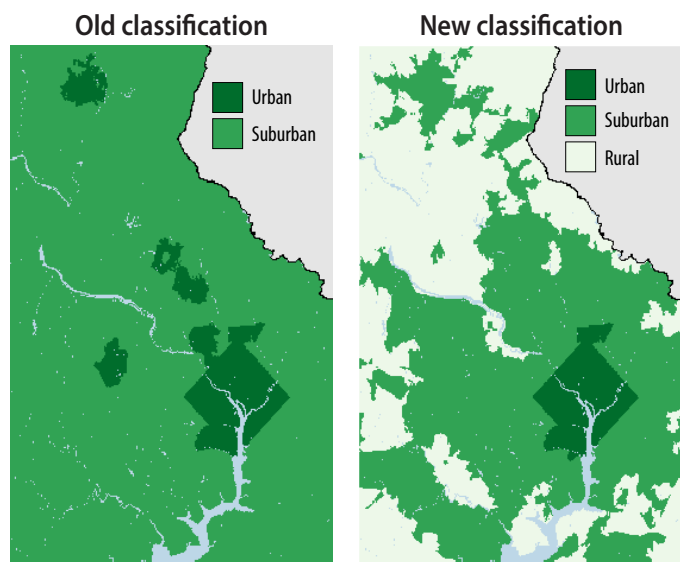 Old classification
Urban
Suburban
New classification
Urban
Suburban
Rural